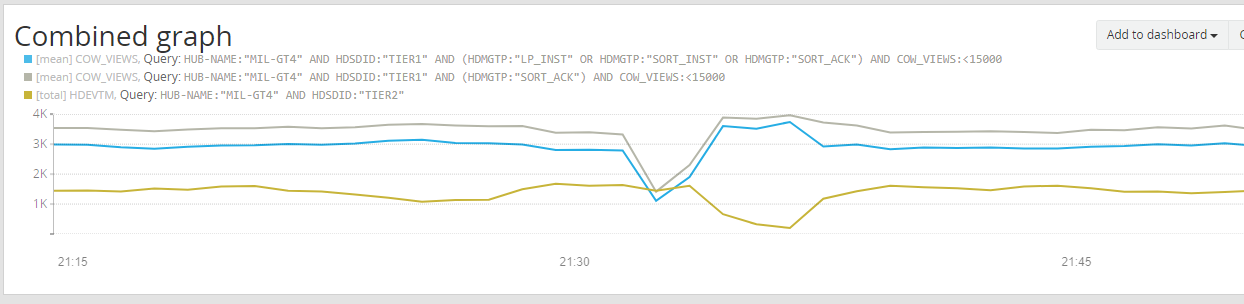 Combined graph
Add to dashboard
[mean] COW_VIEWS, Query: HUB-NAME:"MIL-GT4" AND HDSDID:"TIER1" AND (HDMGTP:"LP_INST" OR HDMGTP:"SORT_INST" OR HDMGTP:"SORT_ACK") AND COW_VIEWS:<15000
[mean] COW_VIEWS, Query: HUB-NAME:"MIL-GT4" AND HDSDID:"TIER1" AND (HDMGTP:"SORT_ACK") AND COW_VIEWS:<15000
[total] HDEVTM, Query: HUB-NAME:"MIL-GT4" AND HDSDID:"TIER2"
4K
3K
2K
1K
21:15 21:30 21:45